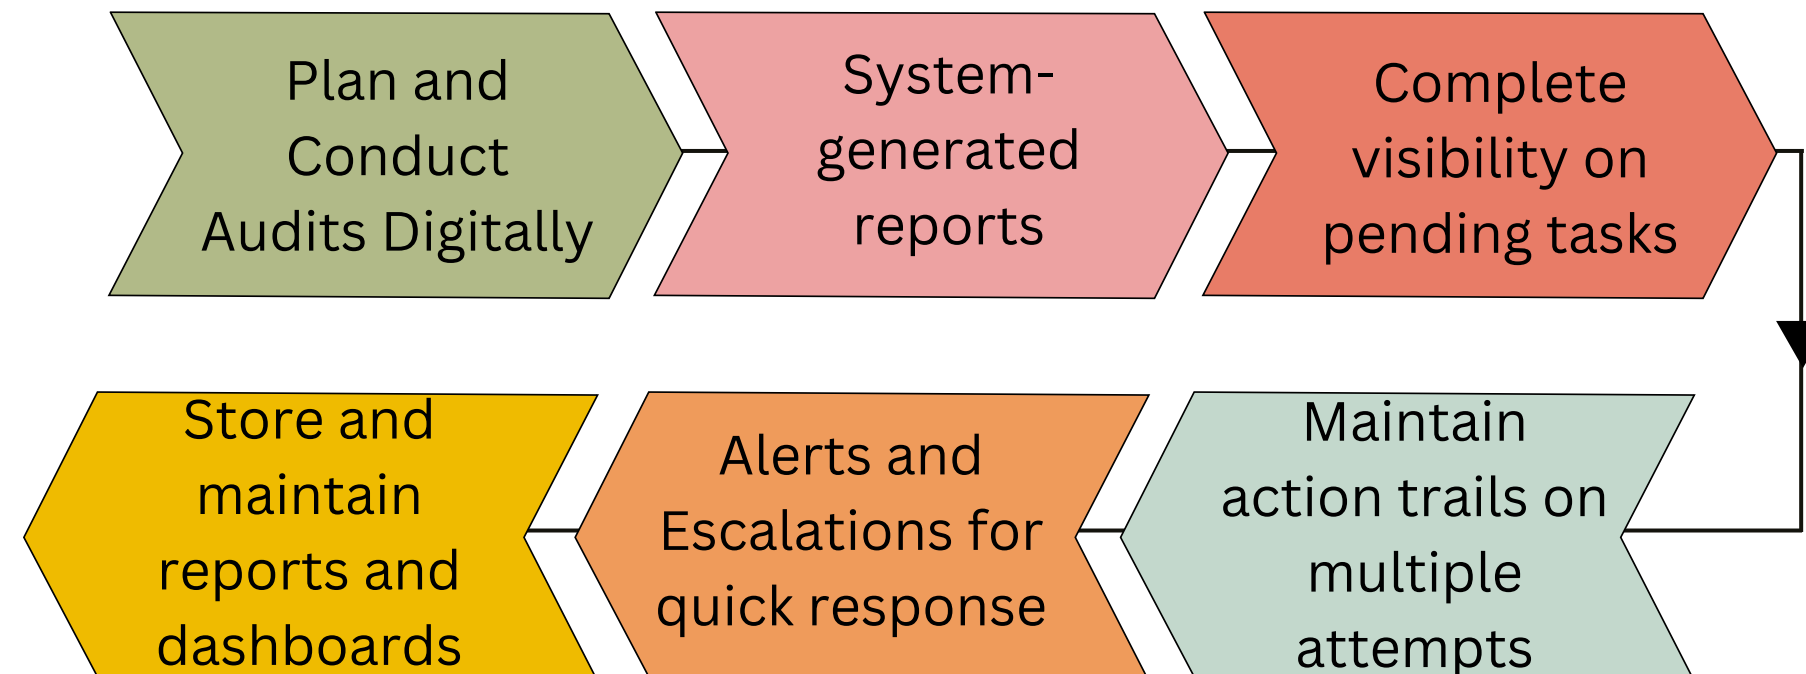 Plan and
Conduct
Audits Digitally
System-
generated
reports
Complete
visibility on
pending tasks
Maintain
action trails on
multiple
attempts
Alerts and
Escalations for
quick response
Store and
maintain
reports and
dashboards